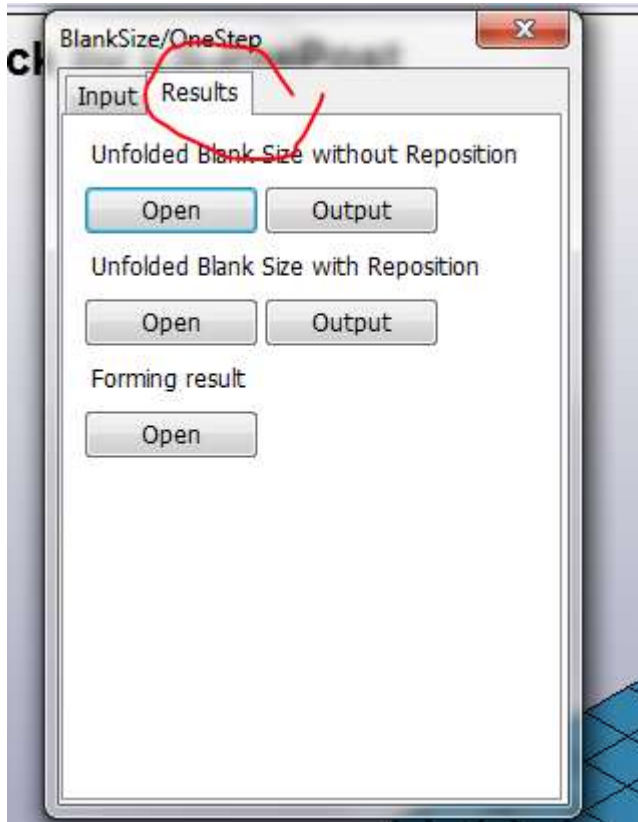 BlankSize/OneStep
Input Results
Unfolded Blank Size without Reposition
Open Output
Unfolded Blank Size with Reposition
Open Output
Forming result
Open